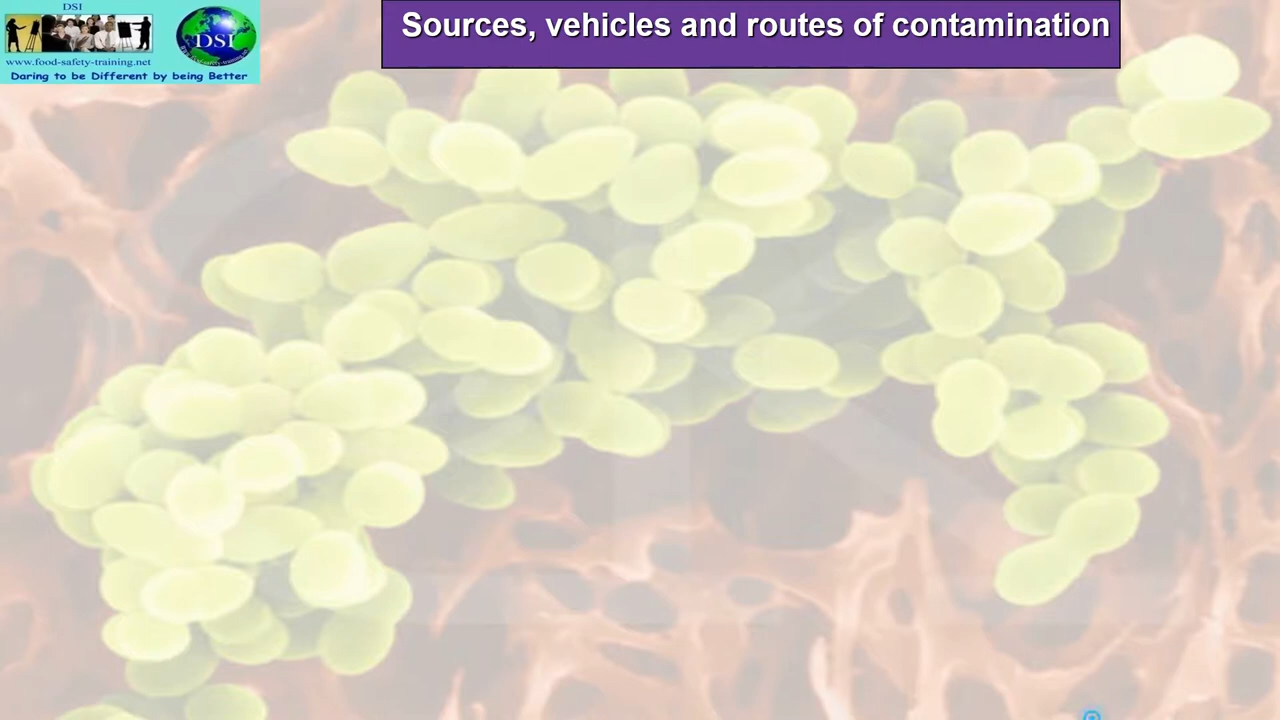 DSI
DSI
www.food-safety-training.net
Daring to be Different by being Better
Sources, vehicles and routes of contamination